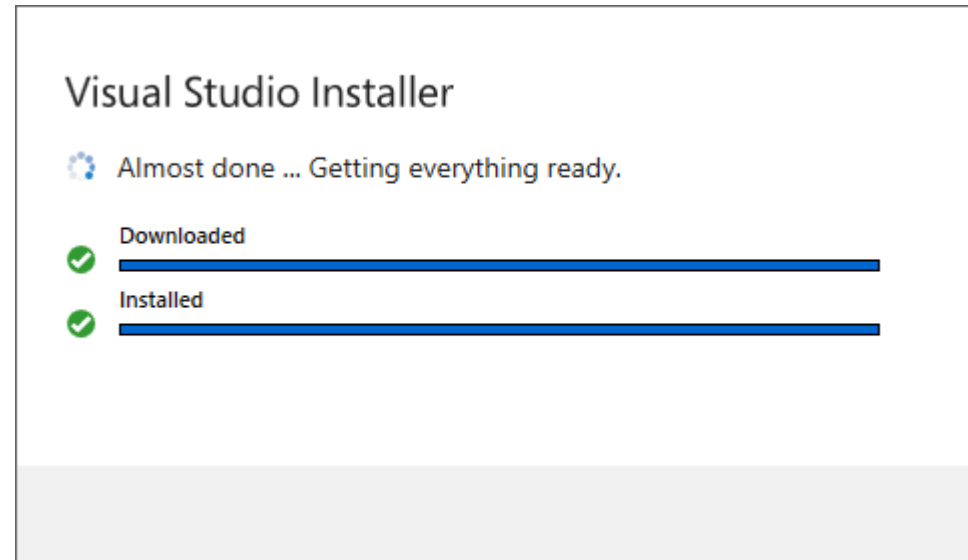 Visual Studio Installer
Almost done ... Getting everything ready.
Downloaded
Installed